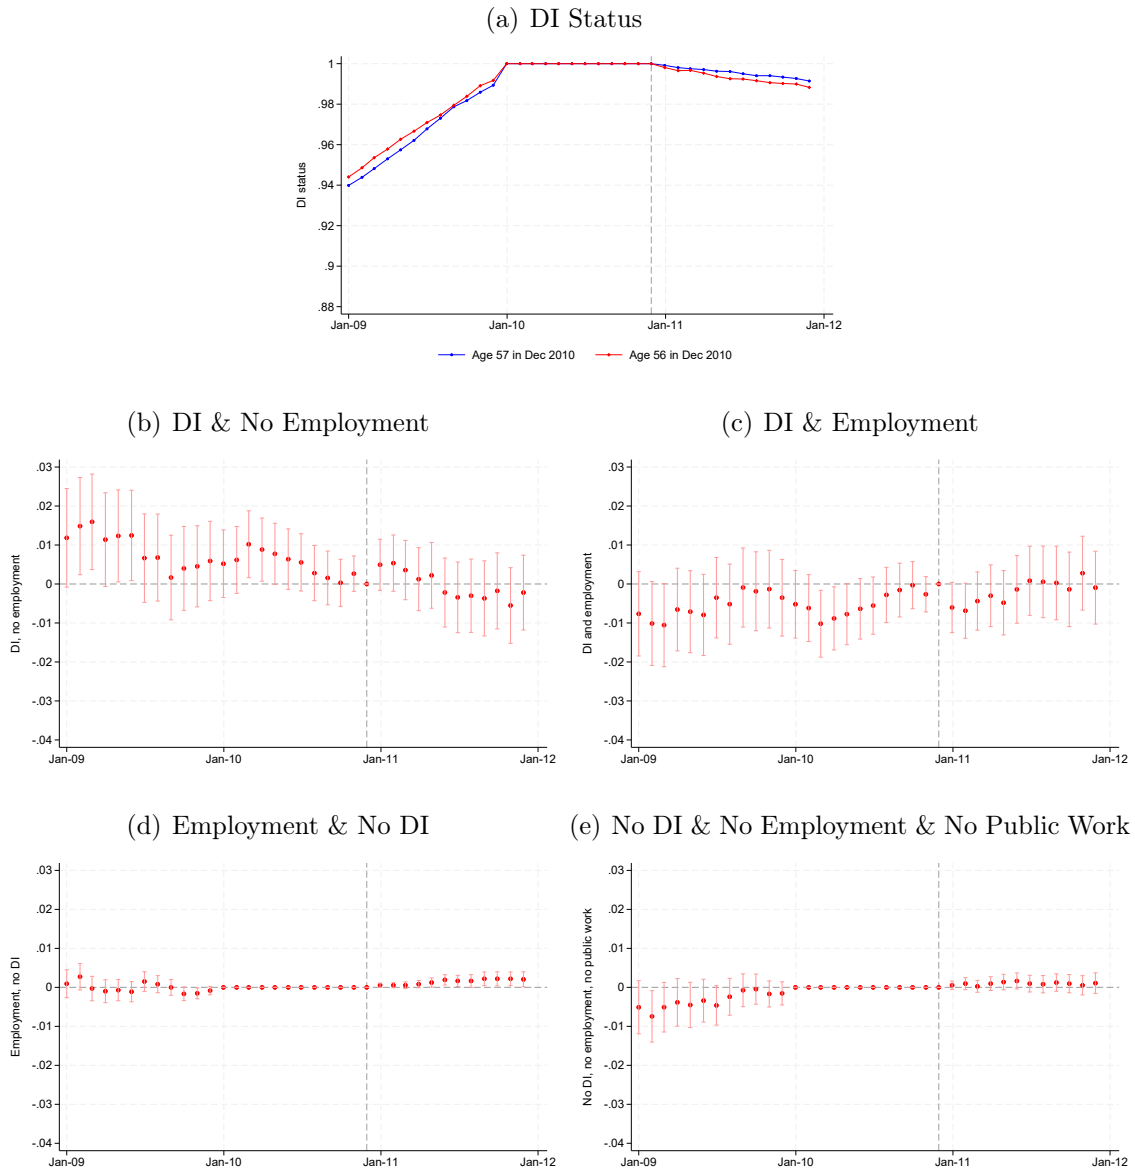 (a) DI Status
1
.98
.96
.94
.92
.9
.88
DI status
Jan-09
Jan-10
Jan-11
Jan-12
Age 57 in Dec 2010
Age 56 in Dec 2010
(b) DI & No Employment
.03
.02
.01
0
-.01
-.02
-.03
-.04
DI, no employment
Jan-09
Jan-10
Jan-11
Jan-12
(c) DI & Employment
.03
.02
.01
0
-.01
-.02
-.03
-.04
DI and employment
Jan-09
Jan-10
Jan-11
Jan-12
(d) Employment & No DI
.03
.02
.01
0
-.01
-.02
-.03
-.04
Employment, no DI
Jan-09
Jan-10
Jan-11
Jan-12
(e) No DI & No Employment & No Public Work
.03
.02
.01
0
-.01
-.02
-.03
-.04
No DI, no employment, no public work
Jan-09
Jan-10
Jan-11
Jan-12